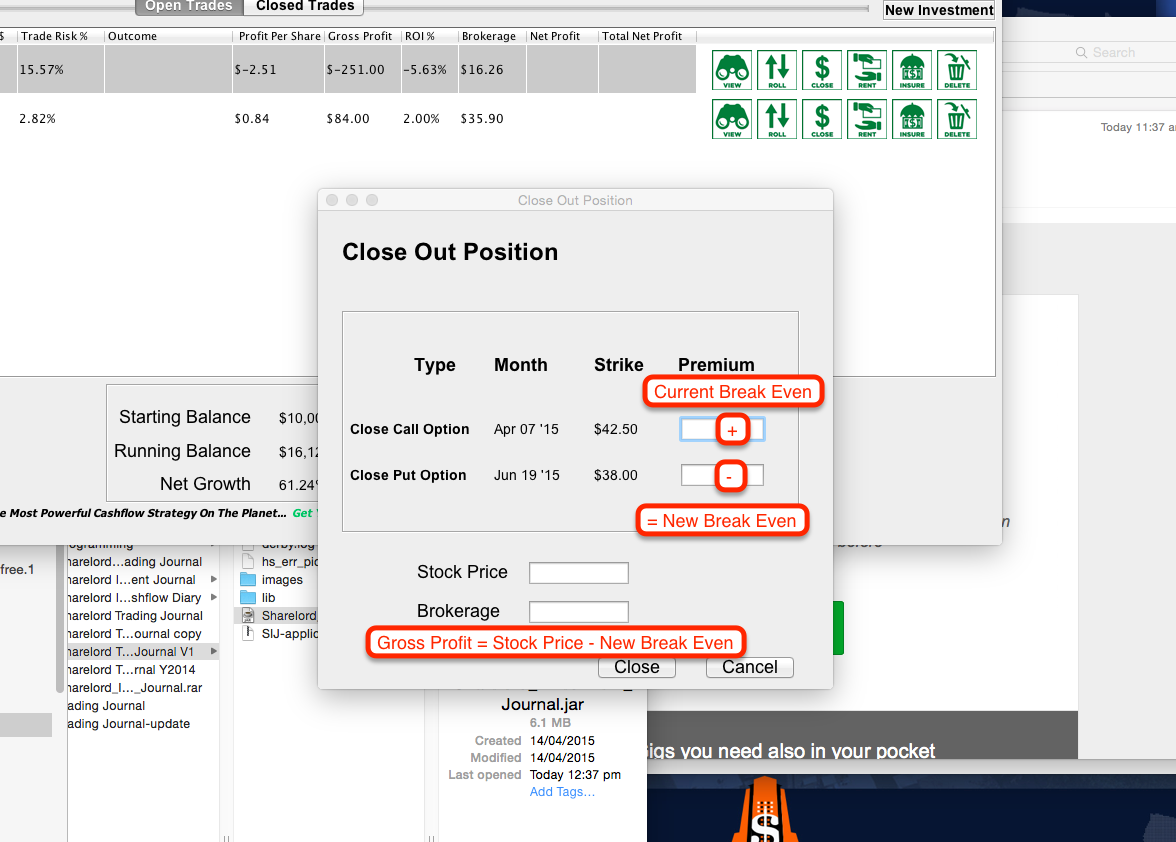 Open Trades Closed Trades
New Investment
$ Trade Risk % Outcome Profit Per Share Gross Profit ROI % Brokerage Net Profit Total Net Profit
15.57% $-2.51 $-251.00 -5.63% $16.26
VIEW ROLL CLOSE RENT INSURE DELETE
2.82% $0.84 $84.00 2.00% $35.90
VIEW ROLL CLOSE RENT INSURE DELETE
Search
Today 11:37 a
Close Out Position
Close Out Position
Type Month Strike Premium
Current Break Even
Close Call Option Apr 07 '15 $42.50 +
Close Put Option Jun 19 '15 $38.00 -
= New Break Even
Stock Price
Brokerage
Gross Profit = Stock Price - New Break Even
Close Cancel
Starting Balance $10,00
Running Balance $16,12
Net Growth 61.24%
e Most Powerful Cashflow Strategy On The Planet... Get
n
before
free.1
ogramming
harelord...ading Journal
harelord I...ent Journal
harelord I...shflow Diary
harelord Trading Journal
harelord T...ournal copy
harelord T...Journal V1
harelord T...rnal Y2014
harelord_I..._Journal.rar
ading Journal
ading Journal-update
derby.log
hs_err_pic
images
lib
Sharelord_
SIJ-applic
Journal.jar
6.1 MB
Created 14/04/2015
Modified 14/04/2015
Last opened Today 12:37 pm
Add Tags...
Gigs you need also in your pocket
$